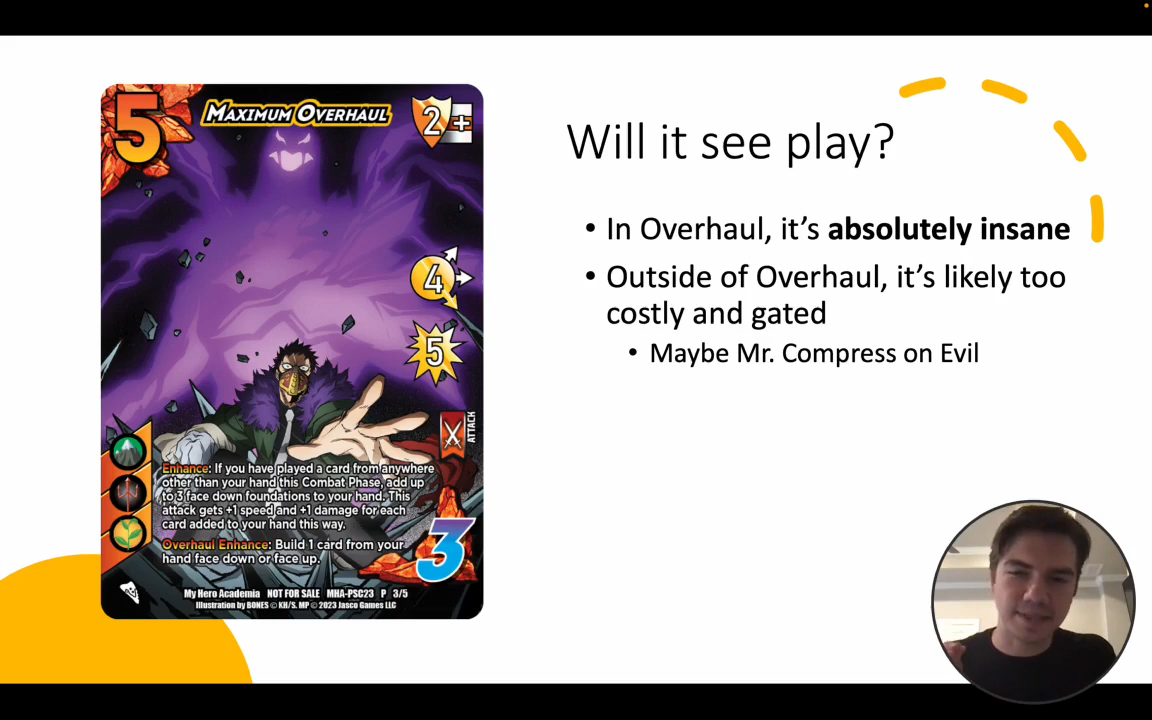 5
MAXIMUM OVERHAUL
2
+
4
5
ATTACK
Enhance: If you have played a card from anywhere
other than your hand this Combat Phase, add up
to 3 face down foundations to your hand. This
attack gets +1 speed and +1 damage for each
card added to your hand this way.
Overhaul Enhance: Build 1 card from your
hand face down or face up.
3
My Hero Academia NOT FOR SALE MHA-PSC23 P 3/5
Illustration by BONES © KH/S. MP © 2023 Jasco Games LLC
Will it see play?
• In Overhaul, it's absolutely insane
• Outside of Overhaul, it's likely too
costly and gated
• Maybe Mr. Compress on Evil